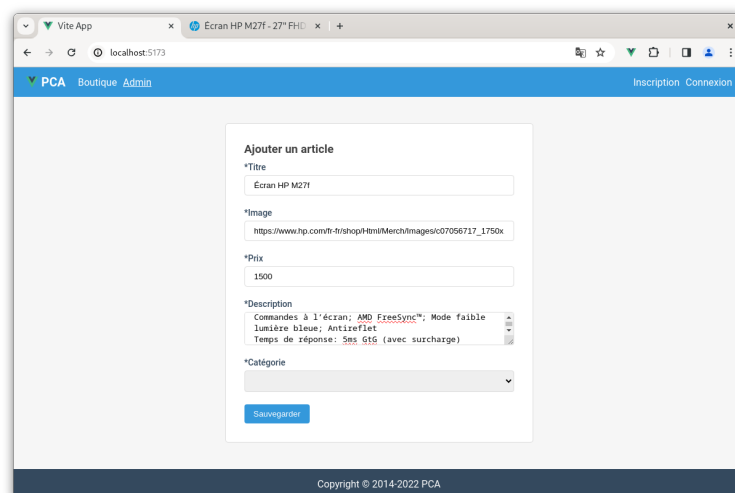 Vite App
Écran HP M27f - 27" FHD
localhost:5173
PCA Boutique Admin Inscription Connexion
Ajouter un article
*Titre
Écran HP M27f
*Image
https://www.hp.com/fr-fr/shop/Html/Merch/Images/c07056717_1750x
*Prix
1500
*Description
Commandes à l'écran; AMD FreeSync™; Mode faible
lumière bleue; Antireflet
Temps de réponse: 5ms GtG (avec surcharge)
*Catégorie
Sauvegarder
Copyright © 2014-2022 PCA